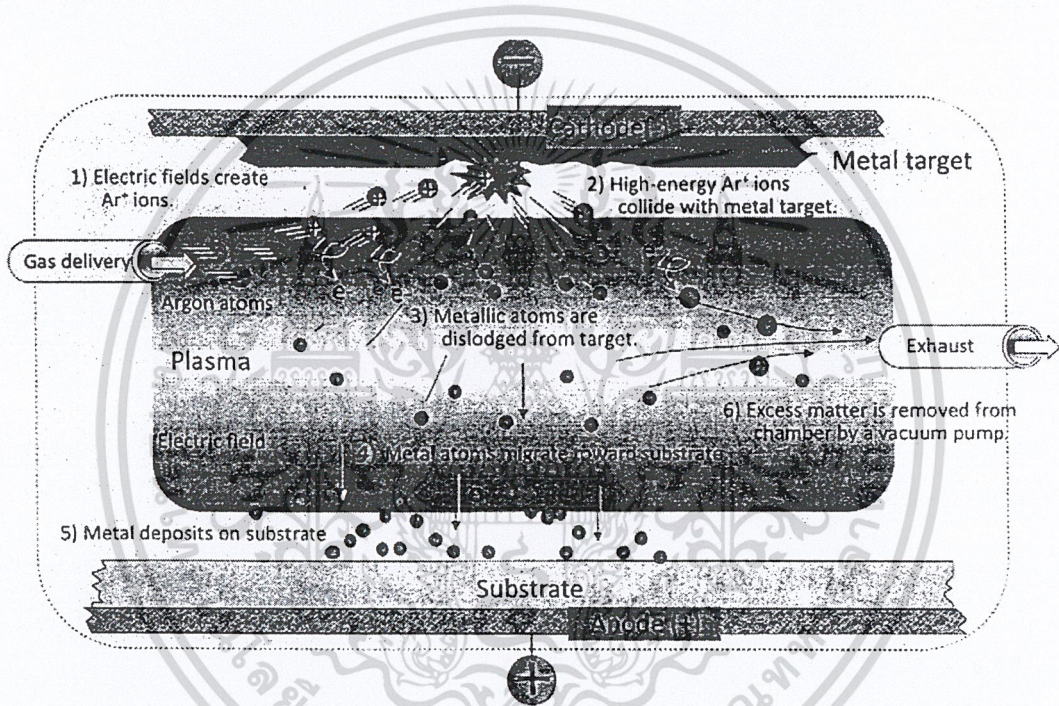 Cathode(-)
Metal target
1) Electric fields create
Ar⁺ ions.
2) High-energy Ar⁺ ions
collide with metal target.
Gas delivery
Argon atoms
e⁻
e⁻
3) Metallic atoms are
dislodged from target.
Plasma
Exhaust
6) Excess matter is removed from
chamber by a vacuum pump.
Electric field
4) Metal atoms migrate toward substrate
5) Metal deposits on substrate
Substrate
Anode (+)